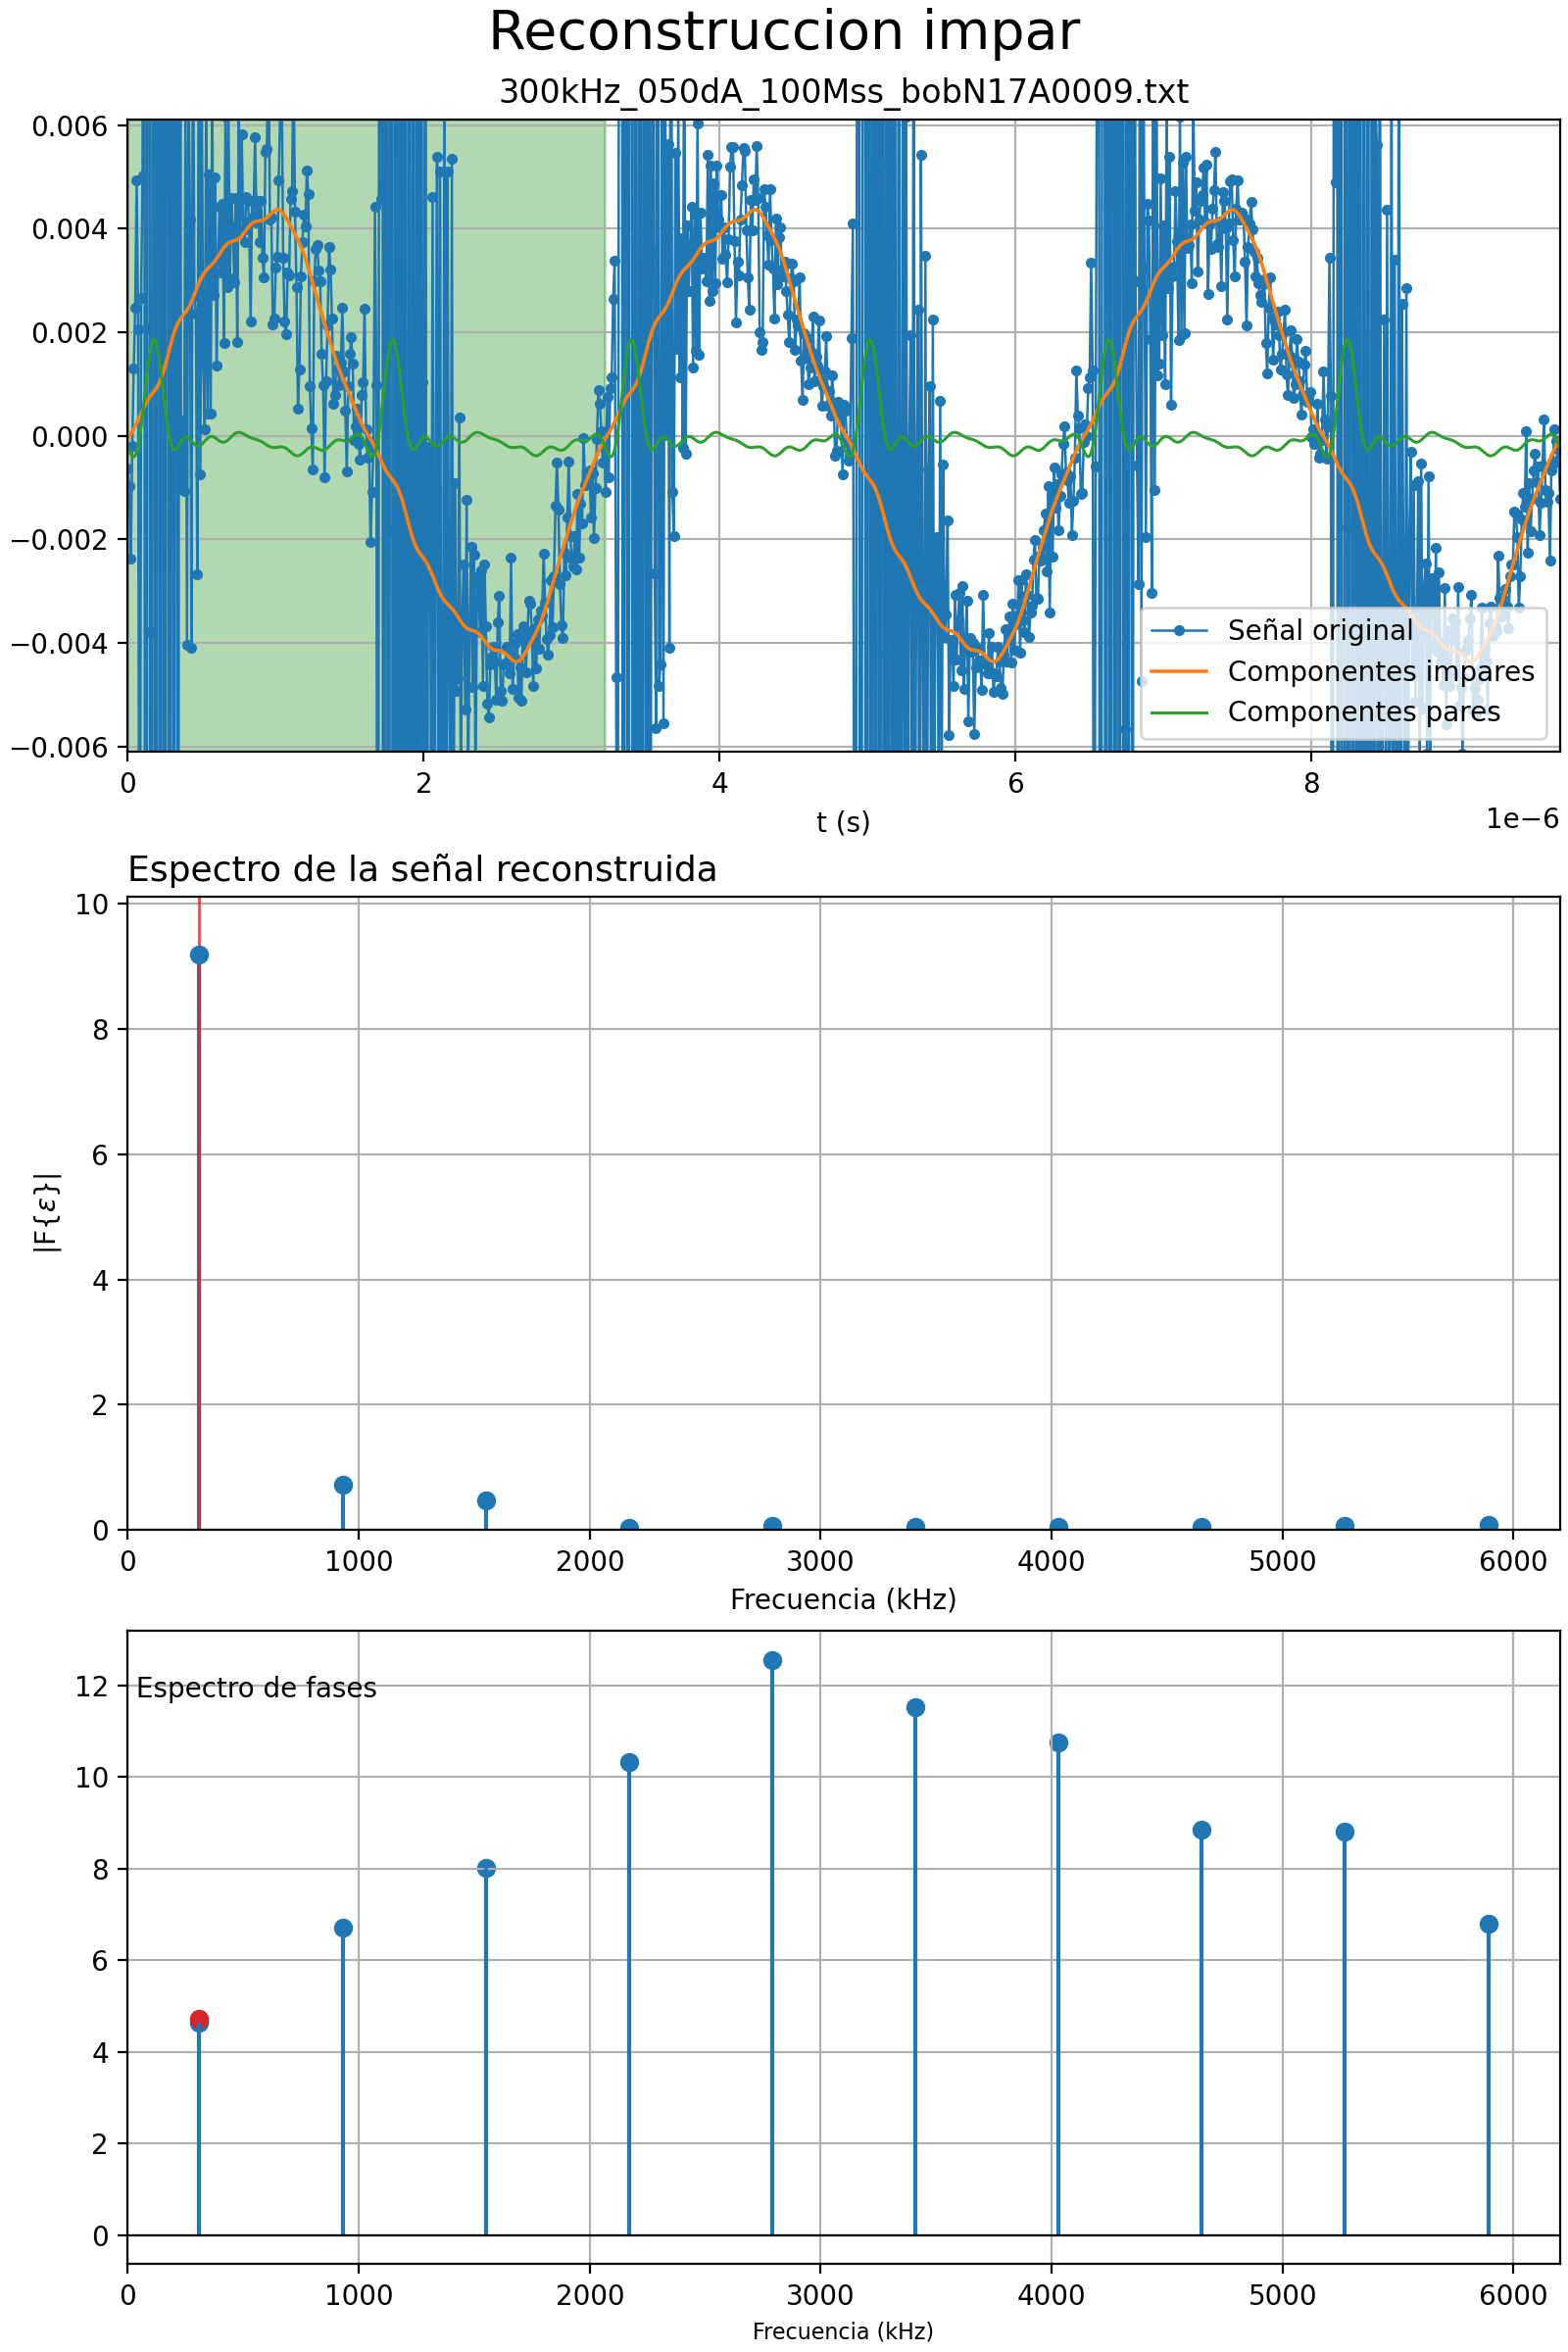 Reconstruccion impar
300kHz_050dA_100Mss_bobN17A0009.txt
0.006
0.004
0.002
0.000
−0.002
−0.004
−0.006
Señal original
Componentes impares
Componentes pares
0 2 4 6 8
t (s)
1e−6
Espectro de la señal reconstruida
10
8
6
4
2
0
|F{ε}|
0 1000 2000 3000 4000 5000 6000
Frecuencia (kHz)
Espectro de fases
12
10
8
6
4
2
0
0 1000 2000 3000 4000 5000 6000
Frecuencia (kHz)